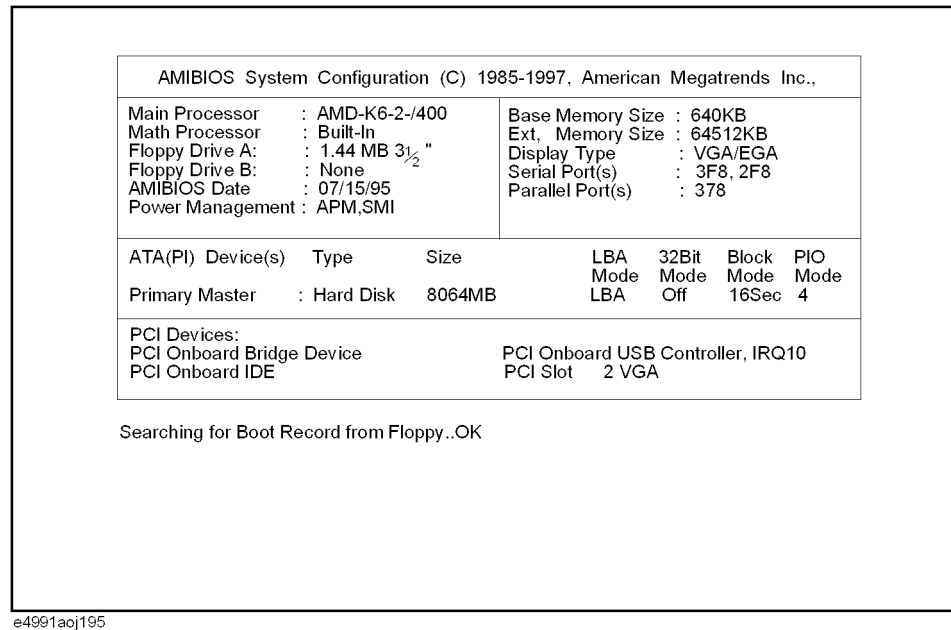 AMIBIOS System Configuration (C) 1985-1997, American Megatrends Inc.,
Main Processor : AMD-K6-2-/400
Math Processor : Built-In
Floppy Drive A: : 1.44 MB 3½ "
Floppy Drive B: : None
AMIBIOS Date : 07/15/95
Power Management : APM,SMI
Base Memory Size : 640KB
Ext, Memory Size : 64512KB
Display Type : VGA/EGA
Serial Port(s) : 3F8, 2F8
Parallel Port(s) : 378
ATA(PI) Device(s) Type Size LBA 32Bit Block PIO
Mode Mode Mode Mode
Primary Master : Hard Disk 8064MB LBA Off 16Sec 4
PCI Devices:
PCI Onboard Bridge Device PCI Onboard USB Controller, IRQ10
PCI Onboard IDE PCI Slot 2 VGA
Searching for Boot Record from Floppy..OK
e4991aoj195